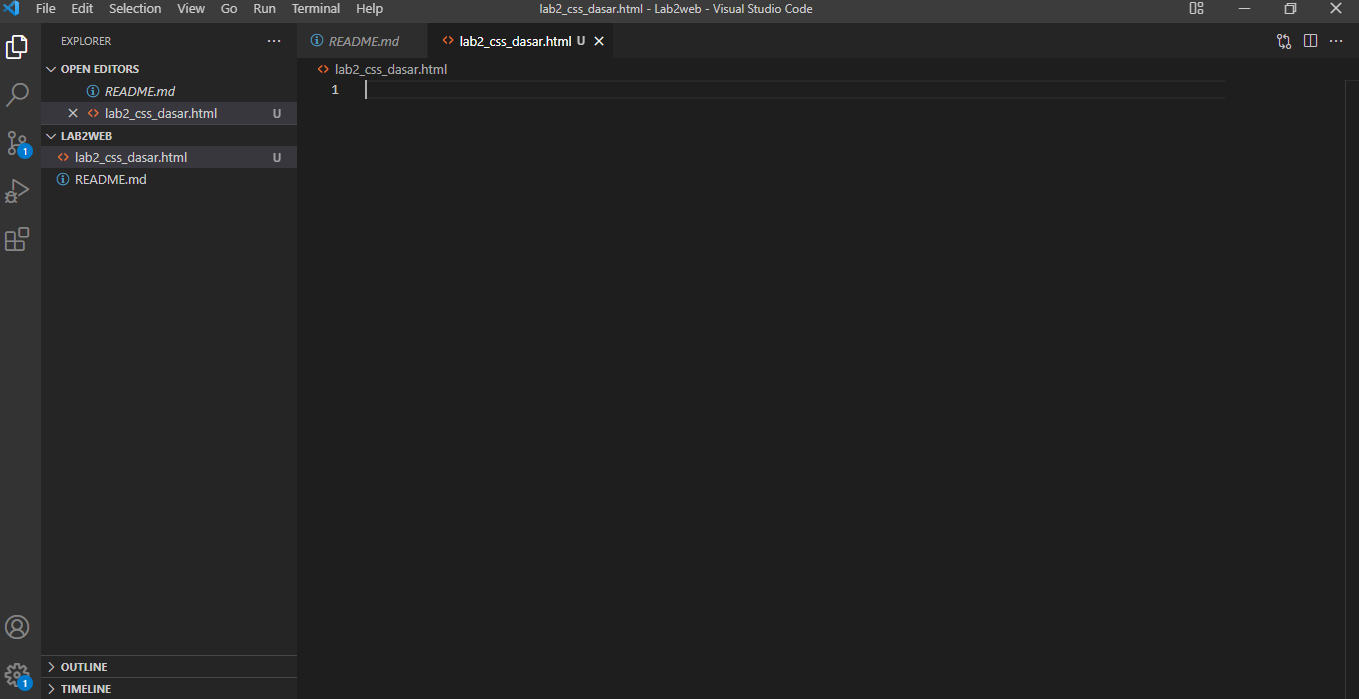 File Edit Selection View Go Run Terminal Help lab2_css_dasar.html - Lab2web - Visual Studio Code
EXPLORER
OPEN EDITORS
README.md
lab2_css_dasar.html U
LAB2WEB
lab2_css_dasar.html U
README.md
OUTLINE
TIMELINE
1
1
README.md lab2_css_dasar.html U
lab2_css_dasar.html
1